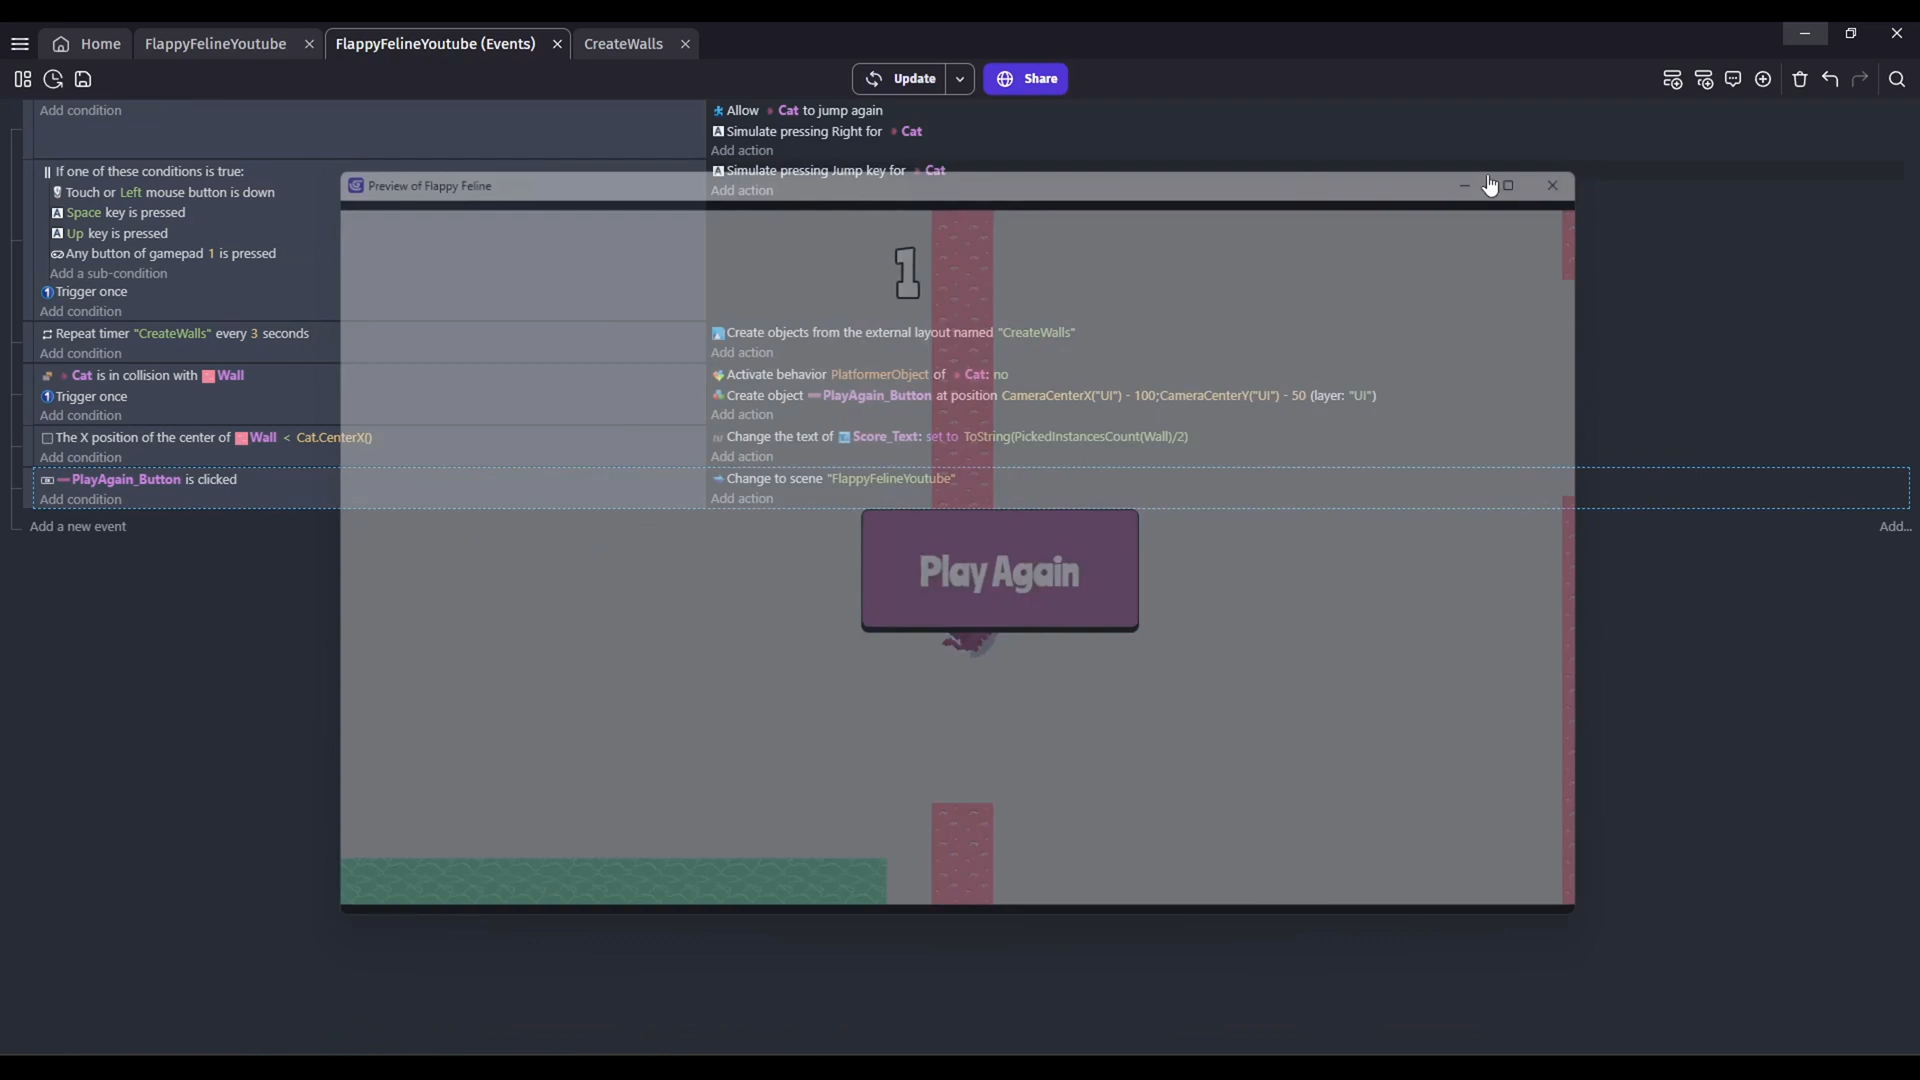 Home
FlappyFelineYoutube
FlappyFelineYoutube (Events)
CreateWalls
Update
Share
Add condition
Allow Cat to jump again
Simulate pressing Right for Cat
Add action
If one of these conditions is true:
Simulate pressing Jump key for Cat
Preview of Flappy Feline
Add action
Touch or Left mouse button is down
Space key is pressed
Up key is pressed
Any button of gamepad 1 is pressed
Add a sub-condition
Trigger once
Add condition
1
Repeat timer "CreateWalls" every 3 seconds
Create objects from the external layout named "CreateWalls"
Add condition
Add action
Cat is in collision with Wall
Activate behavior PlatformerObject of Cat: no
Trigger once
Create object PlayAgain_Button at position CameraCenterX("UI") - 100;CameraCenterY("UI") - 50 (layer: "UI")
Add condition
Add action
The X position of the center of Wall < Cat.CenterX()
Change the text of Score_Text: set to ToString(PickedInstancesCount(Wall)/2)
Add condition
Add action
PlayAgain_Button is clicked
Change to scene "FlappyFelineYoutube"
Add condition
Add action
Add a new event
Add...
Play Again